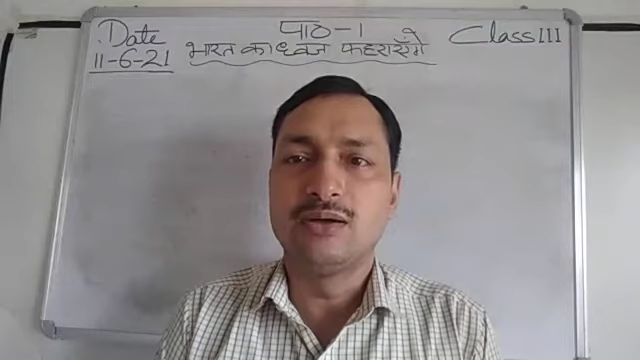 Date
11-6-21
पाठ-1
भारत का ध्वज फहराएँगे
Class III